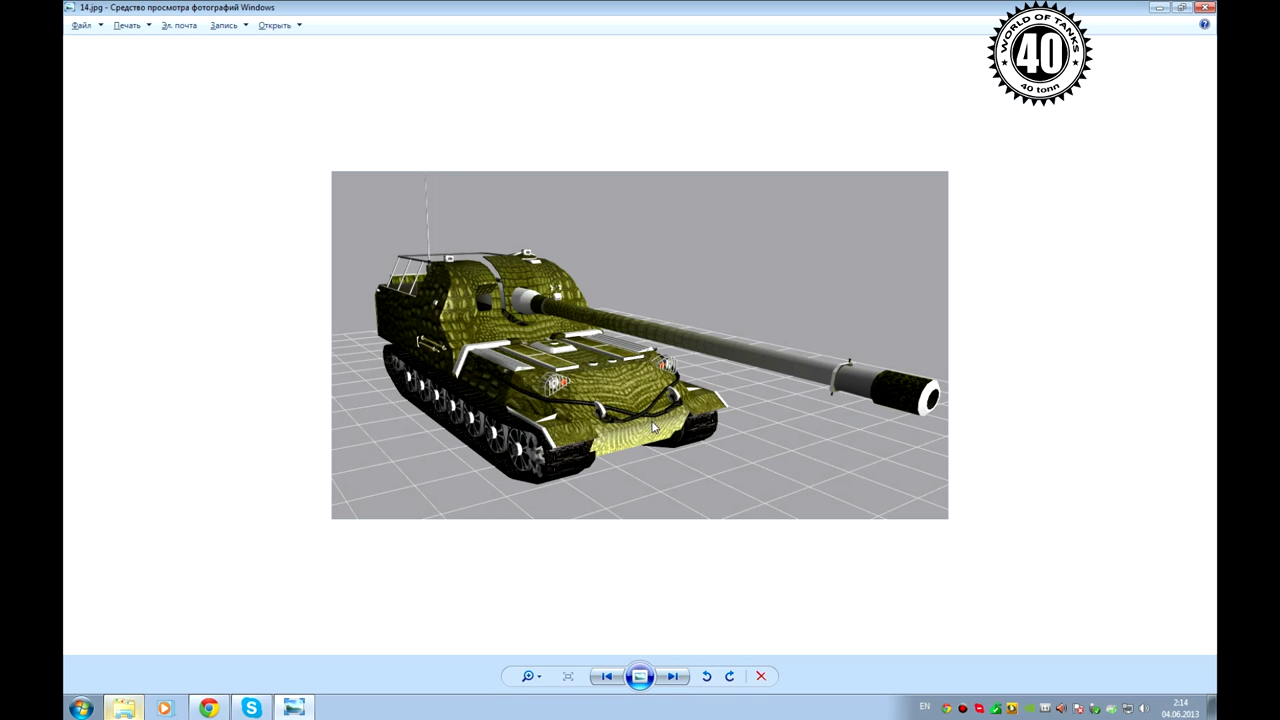 14.jpg - Средство просмотра фотографий Windows
Файл Печать Эл. почта Запись Открыть
WORLD OF TANKS
40
40 tonn
EN
2:14
04.06.2013